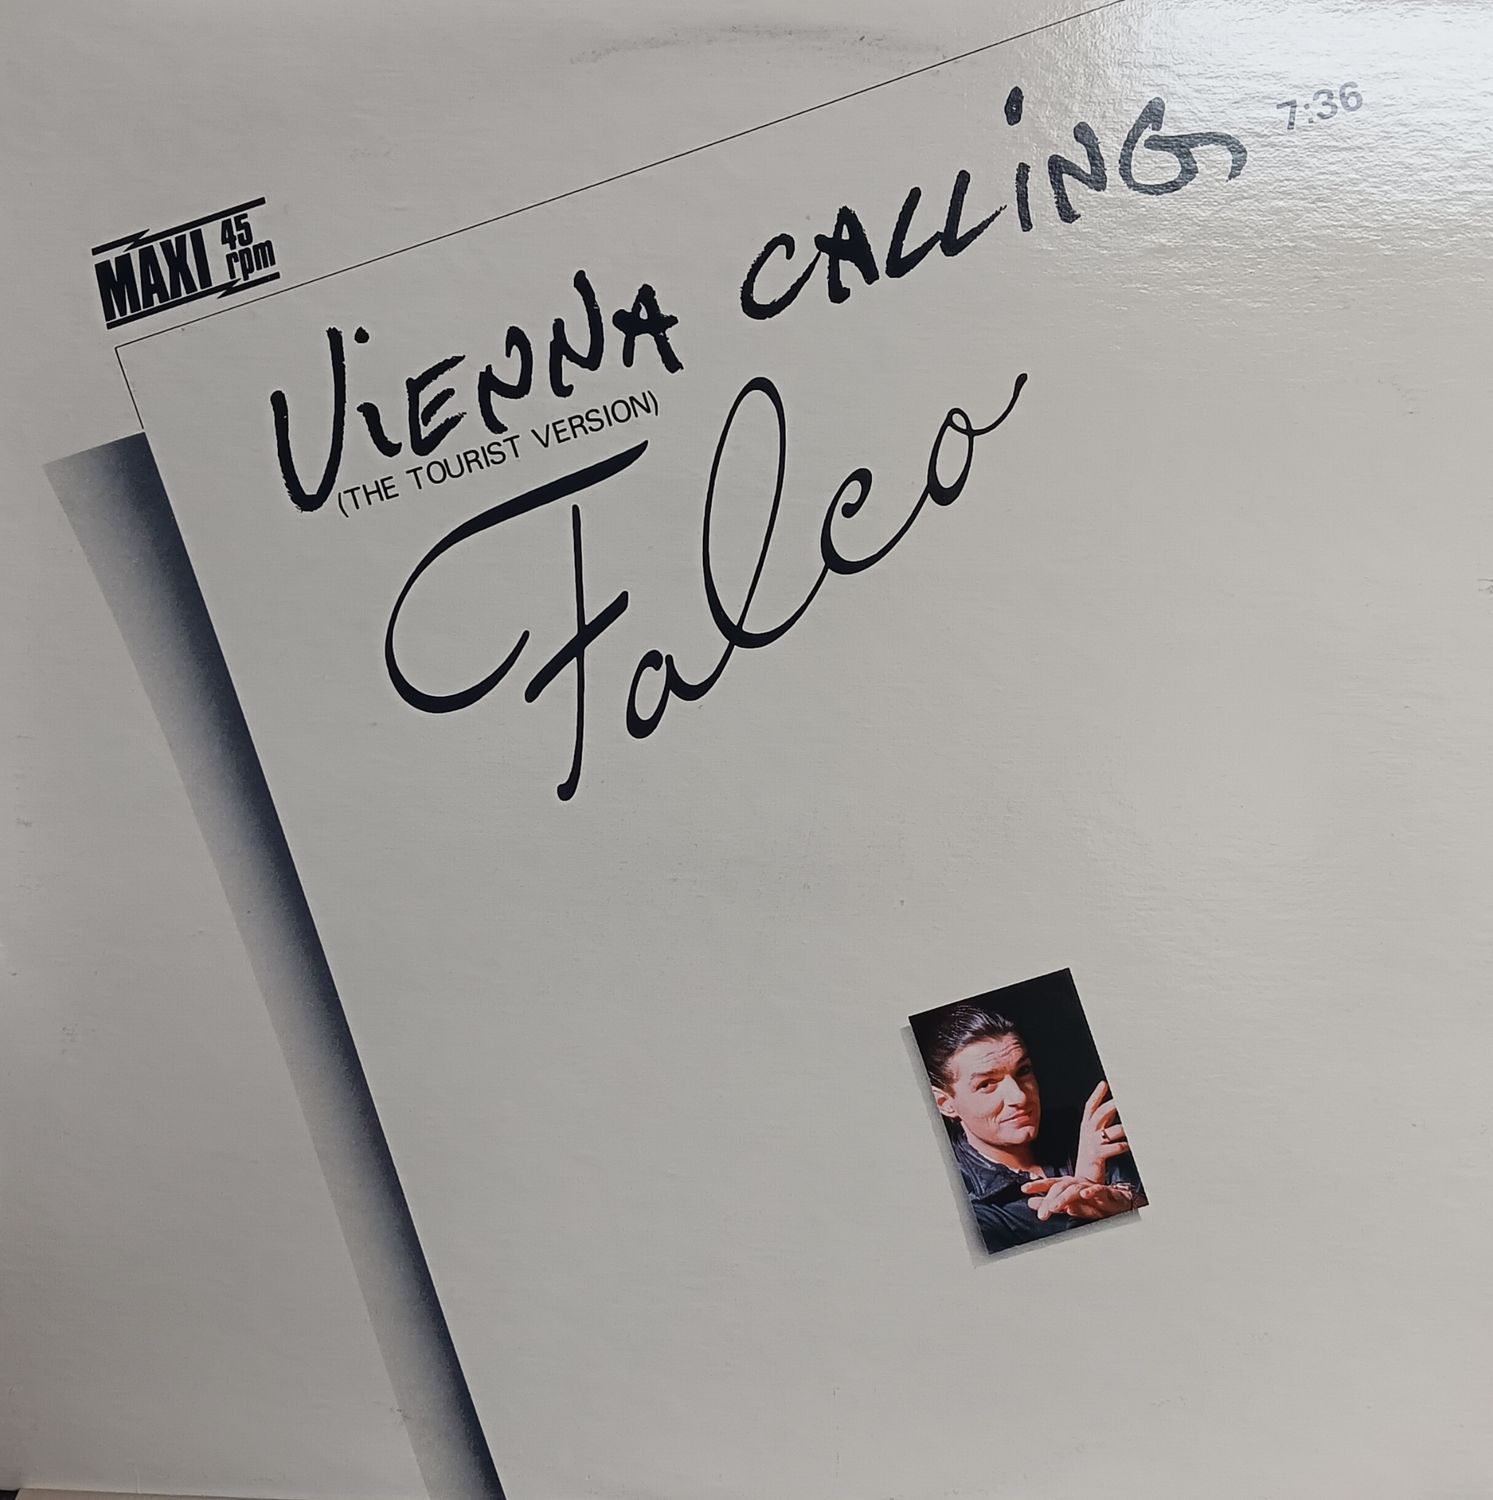 MAXI 45 rpm
VIENNA CALLING 7:36
(THE TOURIST VERSION)
Falco